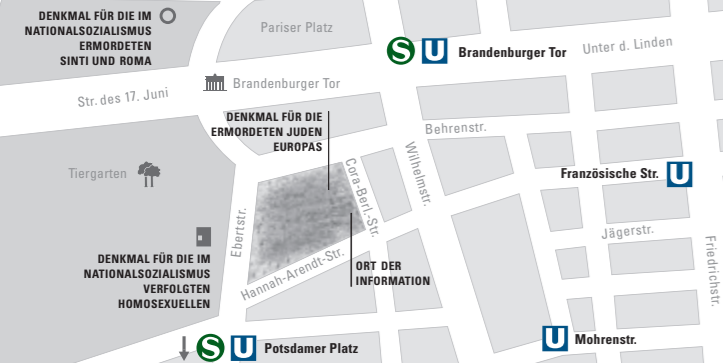 DENKMAL FÜR DIE IM
NATIONALSOZIALISMUS
ERMORDETEN
SINTI UND ROMA
Pariser Platz
S U Brandenburger Tor
Unter d. Linden
Brandenburger Tor
Str. des 17. Juni
DENKMAL FÜR DIE
ERMORDETEN JUDEN
EUROPAS
Behrenstr.
Tiergarten
Cora-Berl.-Str.
Wilhelmstr.
Französische Str. U
Ebertstr.
Jägerstr.
Friedrichstr.
DENKMAL FÜR DIE IM
NATIONALSOZIALISMUS
VERFOLGTEN
HOMOSEXUELLEN
Hannah-Arendt-Str.
ORT DER
INFORMATION
S U Potsdamer Platz
U Mohrenstr.